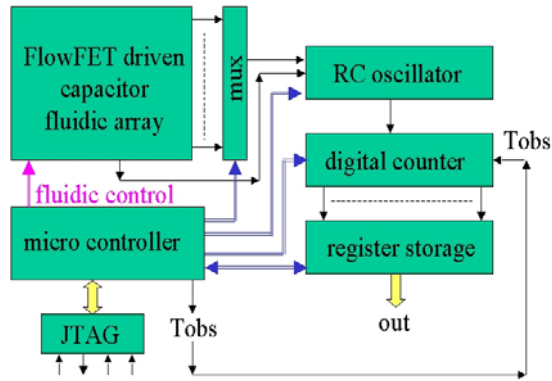 FlowFET driven
capacitor
fluidic array
mux
RC oscillator
Tobs
digital counter
fluidic control
micro controller
register storage
Tobs
out
JTAG